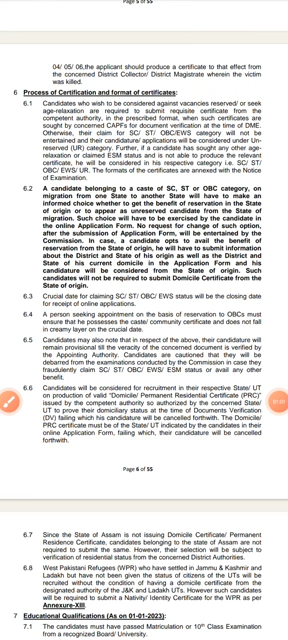 Page 5 of 55
04/ 05/ 06,the applicant should produce a certificate to that effect from
the concerned District Collector/ District Magistrate wherein the victim
was killed.
6 Process of Certification and format of certificates:
6.1 Candidates who wish to be considered against vacancies reserved/ or seek
age-relaxation are required to submit requisite certificate from the
competent authority, in the prescribed format, when such certificates are
sought by concerned CAPFs for document verification at the time of DME.
Otherwise, their claim for SC/ ST/ OBC/EWS category will not be
entertained and their candidature/ applications will be considered under Un-
reserved (UR) category. Further, if a candidate has sought any other age-
relaxation or claimed ESM status and is not able to produce the relevant
certificate, he will be considered in his respective category i.e. SC/ ST/
OBC/ EWS/ UR. The formats of the certificates are annexed with the Notice
of Examination.
6.2 A candidate belonging to a caste of SC, ST or OBC category, on
migration from one State to another State will have to make an
informed choice whether to get the benefit of reservation in the State
of origin or to appear as unreserved candidate from the State of
migration. Such choice will have to be exercised by the candidate in
the online Application Form. No request for change of such option,
after the submission of Application Form, will be entertained by the
Commission. In case, a candidate opts to avail the benefit of
reservation from the State of origin, he will have to submit information
about the District and State of his origin as well as the District and
State of his current domicile in the Application Form and his
candidature will be considered from the State of origin. Such
candidates will not be required to submit Domicile Certificate from the
State of origin.
6.3 Crucial date for claiming SC/ ST/ OBC/ EWS status will be the closing date
for receipt of online applications.
6.4 A person seeking appointment on the basis of reservation to OBCs must
ensure that he possesses the caste/ community certificate and does not fall
in creamy layer on the crucial date.
6.5 Candidates may also note that in respect of the above, their candidature will
remain provisional till the veracity of the concerned document is verified by
the Appointing Authority. Candidates are cautioned that they will be
debarred from the examinations conducted by the Commission in case they
fraudulently claim SC/ ST/ OBC/ EWS/ ESM status or avail any other
benefit.
6.6 Candidates will be considered for recruitment in their respective State/ UT
on production of valid "Domicile/ Permanent Residential Certificate (PRC)"
issued by the competent authority so authorized by the concerned State/
UT to prove their domiciliary status at the time of Documents Verification
(DV) failing which his candidature will be cancelled forthwith. The Domicile/
PRC certificate must be of the State/ UT indicated by the candidates in their
online Application Form, failing which, their candidature will be cancelled
forthwith.
Page 6 of 55
6.7 Since the State of Assam is not issuing Domicile Certificate/ Permanent
Residence Certificate, candidates belonging to the state of Assam are not
required to submit the same. However, their selection will be subject to
verification of residential status from the concerned District Authorities.
6.8 West Pakistani Refugees (WPR) who have settled in Jammu & Kashmir and
Ladakh but have not been given the status of citizens of the UTs will be
recruited without the condition of having a domicile certificate from the
designated authority of the J&K and Ladakh UTs. However such candidates
will be required to submit a Nativity/ Identity Certificate for the WPR as per
Annexure-XIII.
7 Educational Qualifications (As on 01-01-2023):
7.1 The candidates must have passed Matriculation or 10th Class Examination
from a recognized Board/ University.